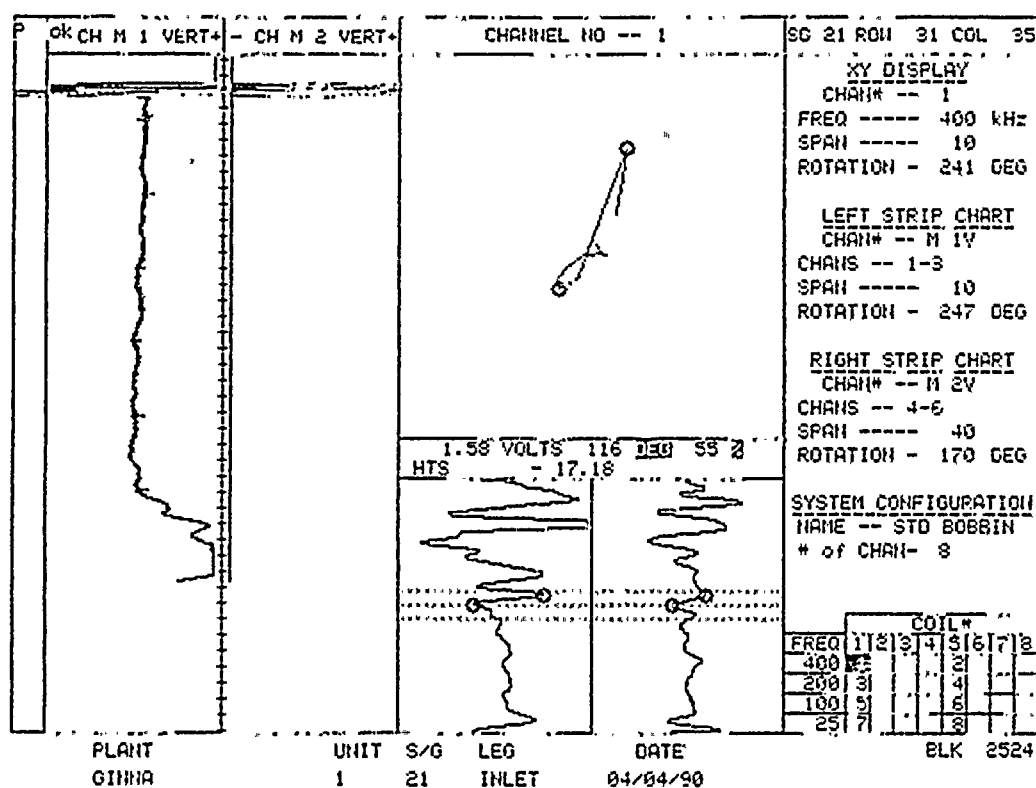 P ok CH M 1 VERT+ - CH M 2 VERT+ CHANNEL NO -- 1 SG 21 ROW 31 COL 35
XY DISPLAY
CHAN# -- 1
FREQ ----- 400 kHz
SPAN ----- 10
ROTATION - 241 DEG
LEFT STRIP CHART
CHAN# -- M 1V
CHANS -- 1-3
SPAN ----- 10
ROTATION - 247 DEG
RIGHT STRIP CHART
CHAN# -- M 2V
CHANS -- 4-6
SPAN ----- 40
ROTATION - 170 DEG
1.58 VOLTS 116 DEG 55 %
HTS - 17.18
SYSTEM CONFIGURATION
NAME -- STD BOBBIN
# of CHAN- 8
COIL#
FREQ 1 2 3 4 5 6 7 8
400 2
200 3 4
100 5 6
25 7 8
PLANT UNIT S/G LEG DATE BLK 2524
GINNA 1 21 INLET 04/04/90